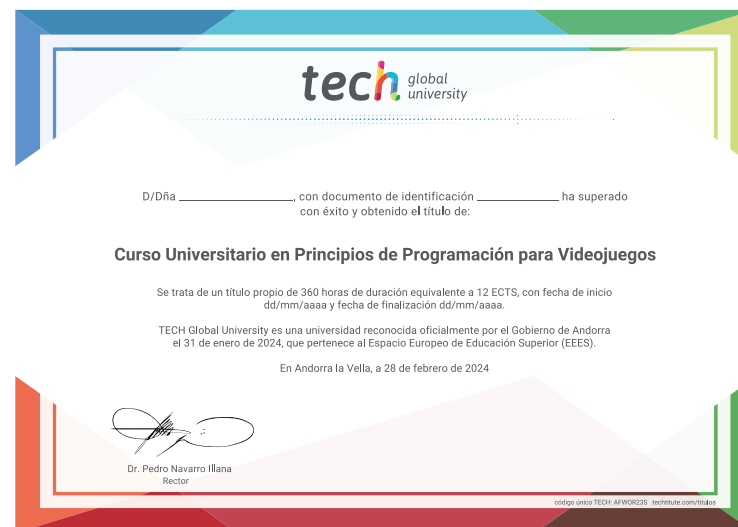 tech global university
D/Dña ______________, con documento de identificación ______________ ha superado
con éxito y obtenido el título de:
Curso Universitario en Principios de Programación para Videojuegos
Se trata de un título propio de 360 horas de duración equivalente a 12 ECTS, con fecha de inicio
dd/mm/aaaa y fecha de finalización dd/mm/aaaa.
TECH Global University es una universidad reconocida oficialmente por el Gobierno de Andorra
el 31 de enero de 2024, que pertenece al Espacio Europeo de Educación Superior (EEES).
En Andorra la Vella, a 28 de febrero de 2024
Dr. Pedro Navarro Illana
Rector
código único TECH: AFWOR23S techtitute.com/títulos